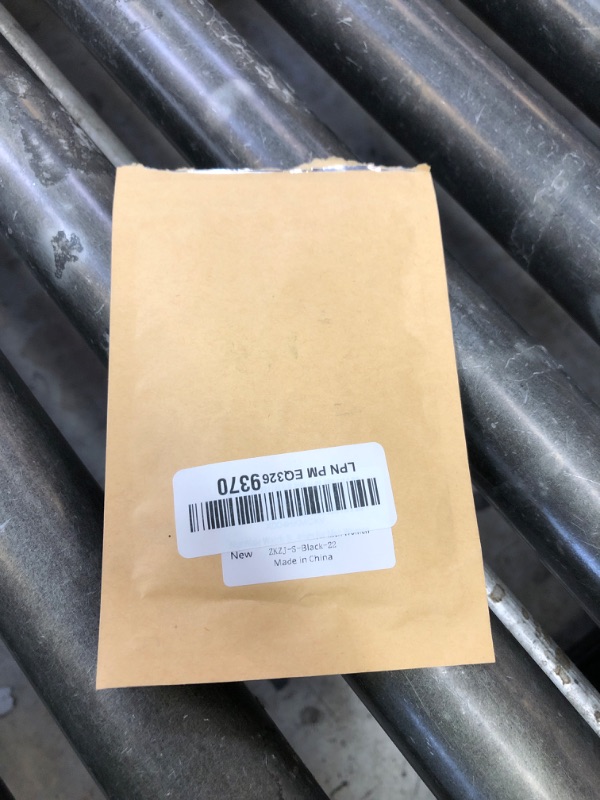 LPN PM EQ3269370
New
ZKZJ-S-Black-22
Made in China